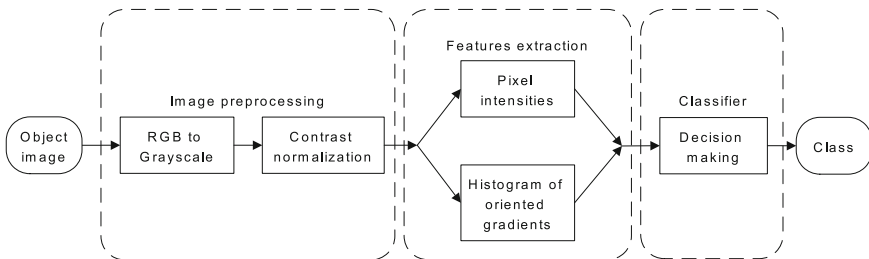 Image preprocessing
Object
image
RGB to
Grayscale
Contrast
normalization
Features extraction
Pixel
intensities
Histogram of
oriented
gradients
Classifier
Decision
making
Class